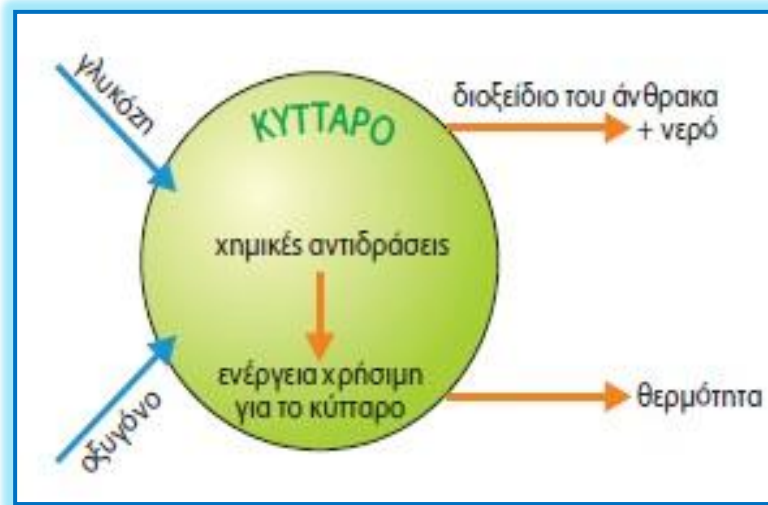 γλυκόζη
ΚΥΤΤΑΡΟ
διοξείδιο του άνθρακα
+ νερό
χημικές αντιδράσεις
ενέργεια χρήσιμη
για το κύτταρο
θερμότητα
οξυγόνο